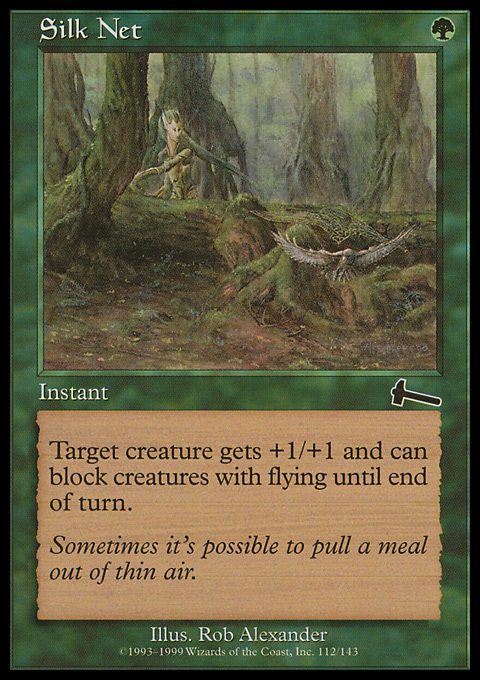 Silk Net
Instant
Target creature gets +1/+1 and can
block creatures with flying until end
of turn.
Sometimes it's possible to pull a meal
out of thin air.
Illus. Rob Alexander
©1993–1999 Wizards of the Coast, Inc. 112/143